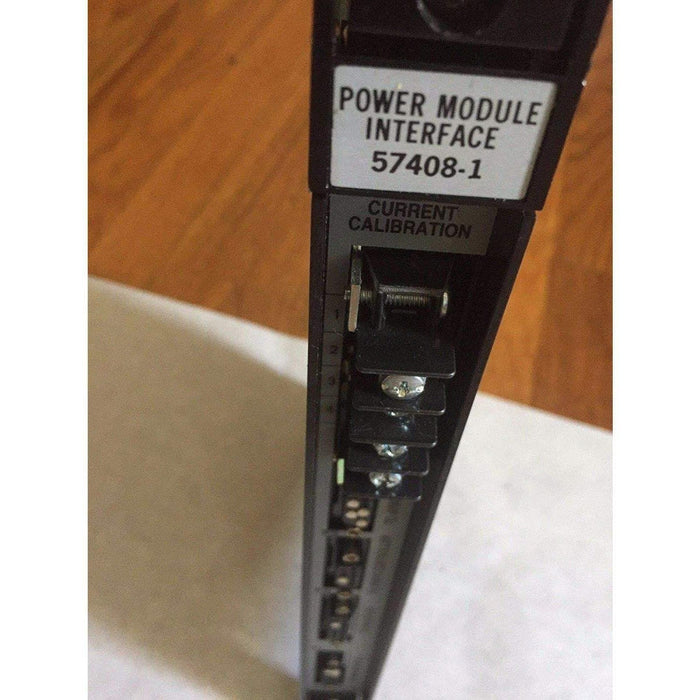 POWER MODULE
INTERFACE
57408-1
CURRENT
CALIBRATION
1
2
3
4